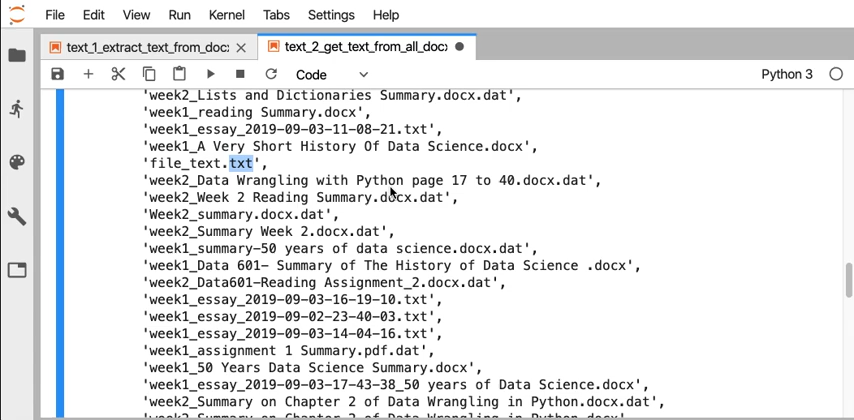 File Edit View Run Kernel Tabs Settings Help
text_1_extract_text_from_doc: text_2_get_text_from_all_doc
Code Python 3
'week2_Lists and Dictionaries Summary.docx.dat',
'week1_reading Summary.docx',
'week1_essay_2019-09-03-11-08-21.txt',
'week1_A Very Short History Of Data Science.docx',
'file_text.txt',
'week2_Data Wrangling with Python page 17 to 40.docx.dat',
'week2_Week 2 Reading Summary.docx.dat',
'Week2_summary.docx.dat',
'week2_Summary Week 2.docx.dat',
'week1_summary-50 years of data science.docx.dat',
'week1_Data 601- Summary of The History of Data Science .docx',
'week2_Data601-Reading Assignment_2.docx.dat',
'week1_essay_2019-09-03-16-19-10.txt',
'week1_essay_2019-09-02-23-40-03.txt',
'week1_essay_2019-09-03-14-04-16.txt',
'week1_assignment 1 Summary.pdf.dat',
'week1_50 Years Data Science Summary.docx',
'week1_essay_2019-09-03-17-43-38_50 years of Data Science.docx',
'week2_Summary on Chapter 2 of Data Wrangling in Python.docx.dat',